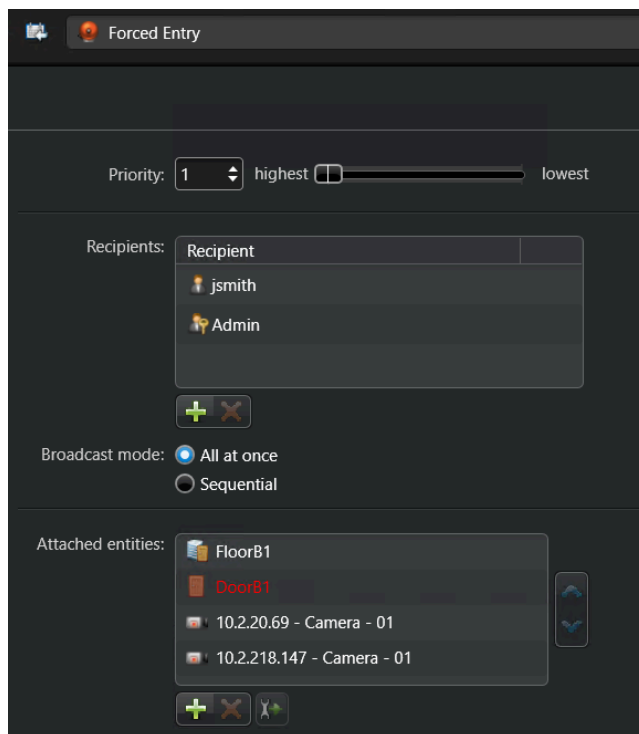 Forced Entry
Priority: 1 highest lowest
Recipients: Recipient
jsmith
Admin
Broadcast mode: All at once
Sequential
Attached entities: FloorB1
DoorB1
10.2.20.69 - Camera - 01
10.2.218.147 - Camera - 01